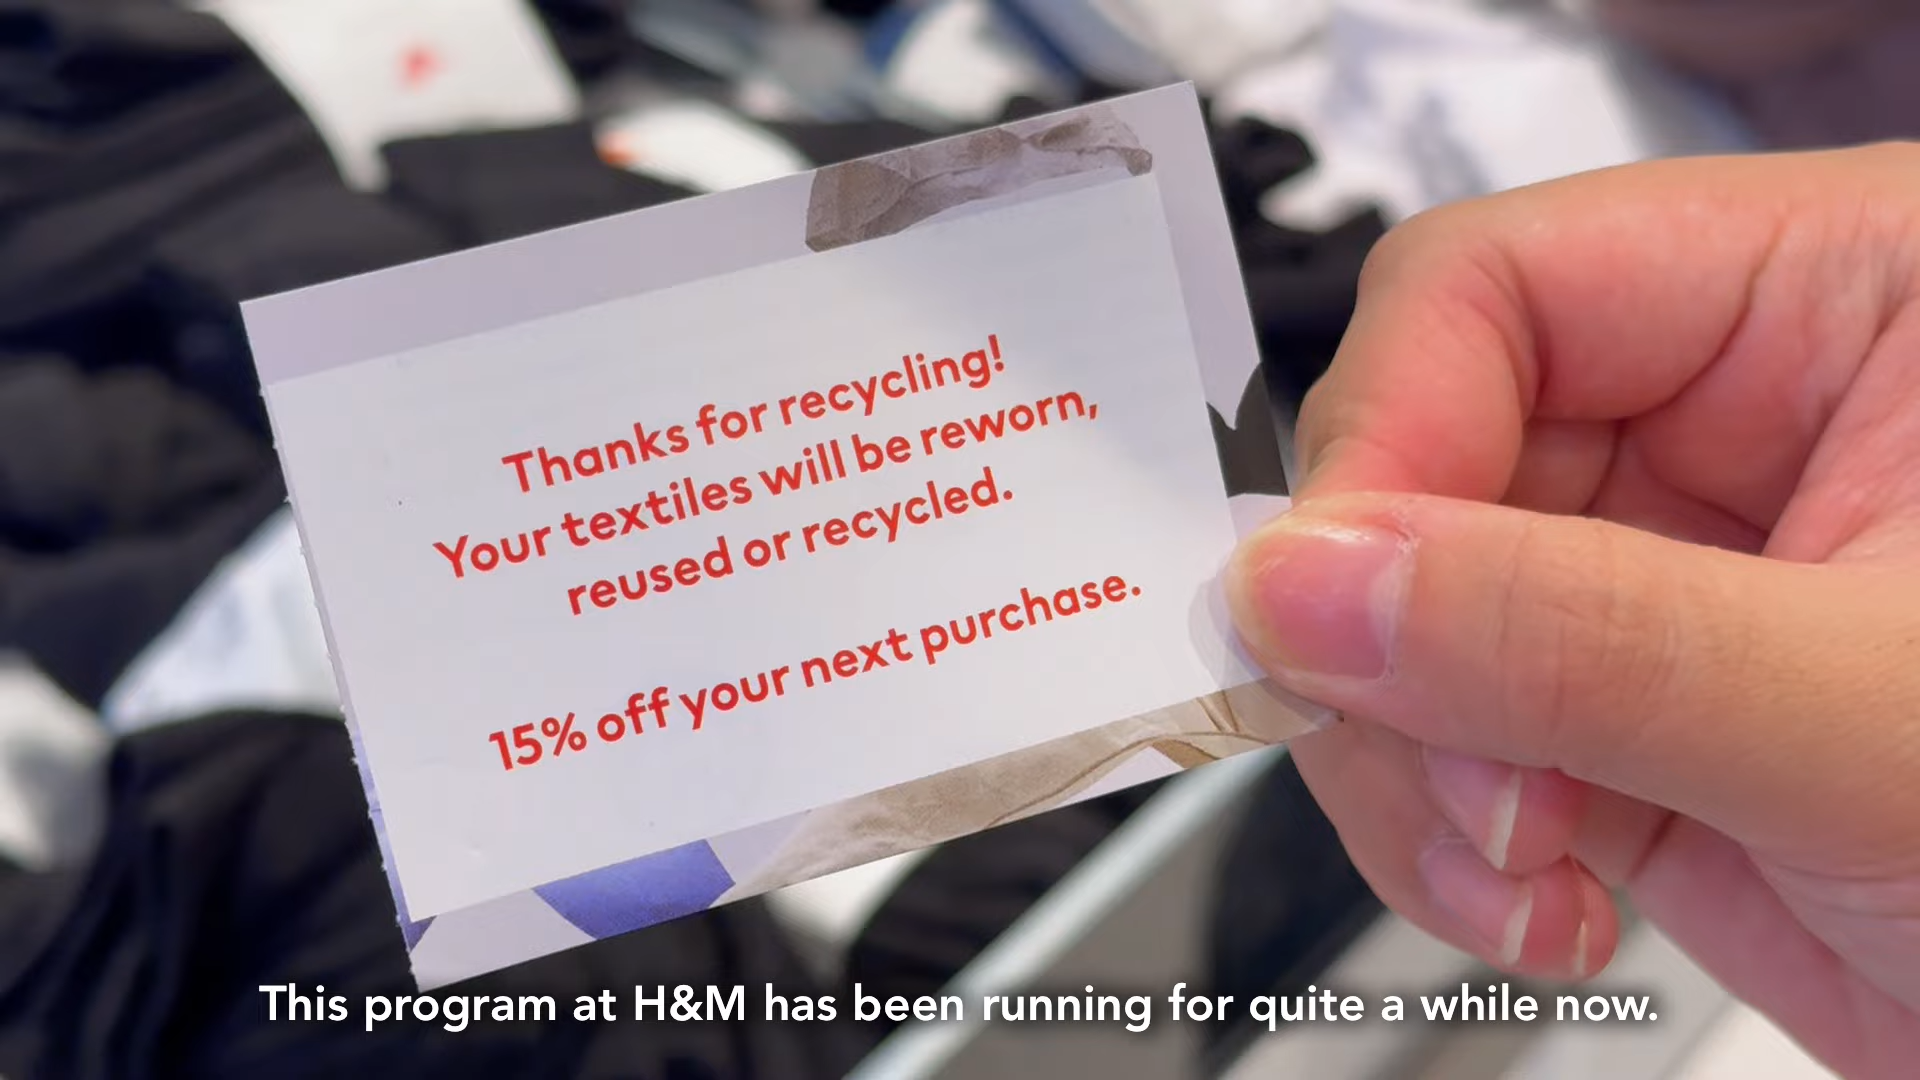 Thanks for recycling!
Your textiles will be reworn,
reused or recycled.
15% off your next purchase.
This program at H&M has been running for quite a while now.